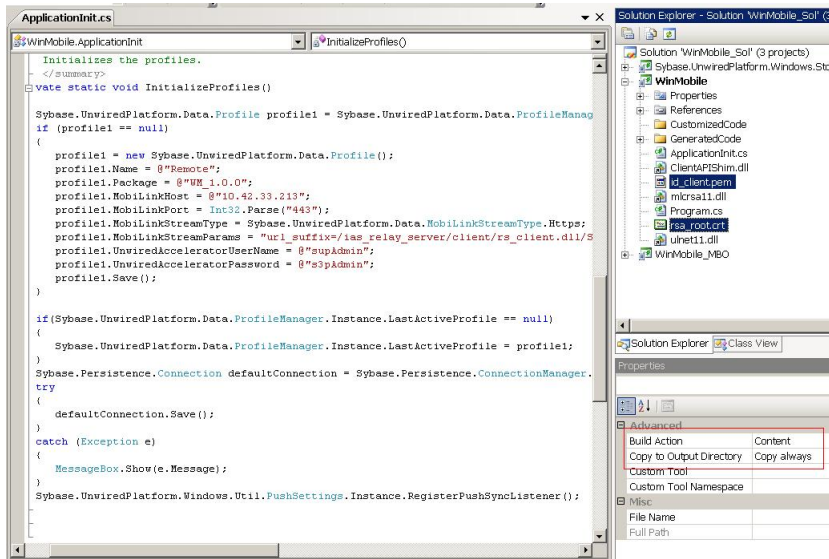 ApplicationInit.cs
WinMobile.ApplicationInit
InitializeProfiles()
Initializes the profiles.
</summary>
vate static void InitializeProfiles()
Sybase.UnwiredPlatform.Data.Profile profile1 = Sybase.UnwiredPlatform.Data.ProfileManag
if (profile1 == null)
{
profile1 = new Sybase.UnwiredPlatform.Data.Profile();
profile1.Name = @"Remote";
profile1.Package = @"WM_1.0.0";
profile1.MobiLinkHost = @"10.42.33.213";
profile1.MobiLinkPort = Int32.Parse("443");
profile1.MobiLinkStreamType = Sybase.UnwiredPlatform.Data.MobiLinkStreamType.Https;
profile1.MobiLinkStreamParams = "url_suffix=/ias_relay_server/client/rs_client.dll/S
profile1.UnwiredAcceleratorUserName = @"supAdmin";
profile1.UnwiredAcceleratorPassword = @"s3pAdmin";
profile1.Save();
}
if(Sybase.UnwiredPlatform.Data.ProfileManager.Instance.LastActiveProfile == null)
{
Sybase.UnwiredPlatform.Data.ProfileManager.Instance.LastActiveProfile = profile1;
}
Sybase.Persistence.Connection defaultConnection = Sybase.Persistence.ConnectionManager.
try
{
defaultConnection.Save();
}
catch (Exception e)
{
MessageBox.Show(e.Message);
}
Sybase.UnwiredPlatform.Windows.Util.PushSettings.Instance.RegisterPushSyncListener();
Solution Explorer - Solution 'WinMobile_Sol' (3
Solution 'WinMobile_Sol' (3 projects)
Sybase.UnwiredPlatform.Windows.Sto
WinMobile
Properties
References
CustomizedCode
GeneratedCode
ApplicationInit.cs
ClientAPIShim.dll
id_client.pem
mlcrsa11.dll
Program.cs
rsa_root.crt
ulnet11.dll
WinMobile_MBO
Solution Explorer
Class View
Properties
Advanced
Build Action Content
Copy to Output Directory Copy always
Custom Tool
Custom Tool Namespace
Misc
File Name
Full Path